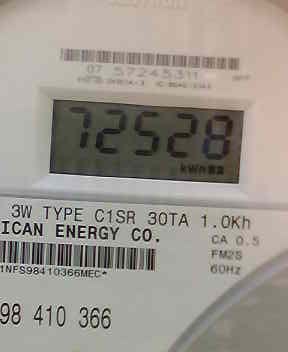 07 57245311
72528
kWh
3W TYPE C1SR 30TA 1.0Kh
ICAN ENERGY CO.
CA 0.5
FM2S
60Hz
1NFS98410366MEC*
98 410 366